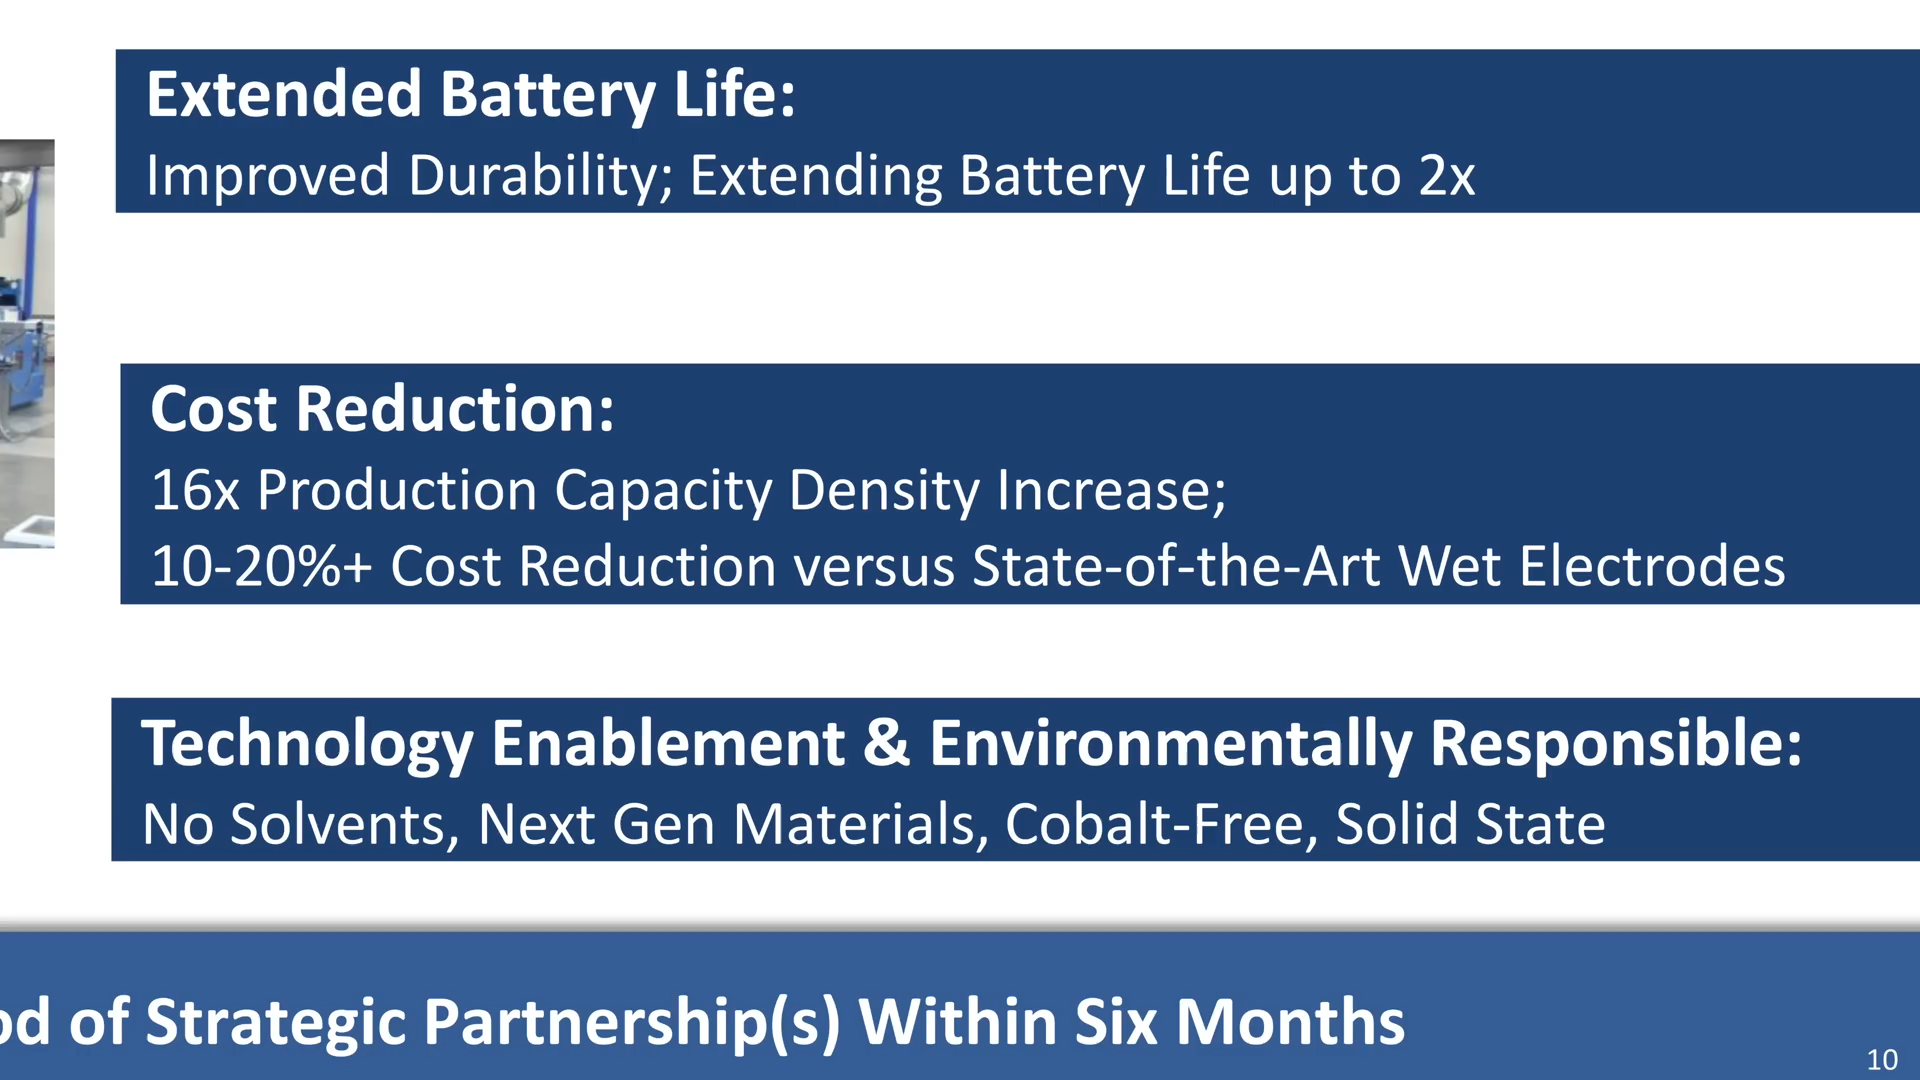 Extended Battery Life:
Improved Durability; Extending Battery Life up to 2x
Cost Reduction:
16x Production Capacity Density Increase;
10-20%+ Cost Reduction versus State-of-the-Art Wet Electrodes
Technology Enablement & Environmentally Responsible:
No Solvents, Next Gen Materials, Cobalt-Free, Solid State
of Strategic Partnership(s) Within Six Months
10